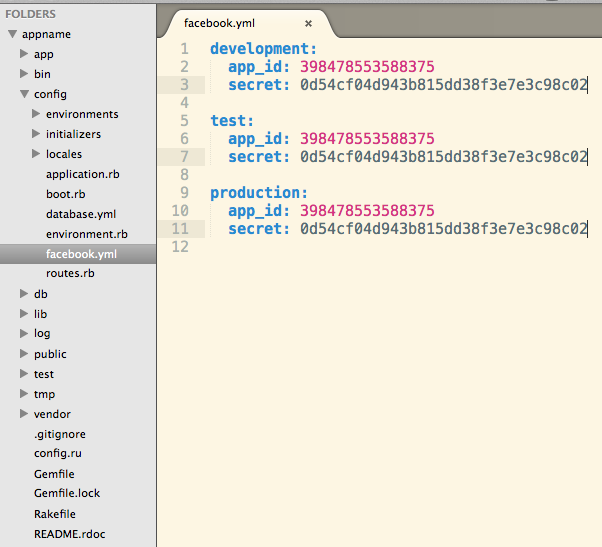 FOLDERS
appname
app
bin
config
environments
initializers
locales
application.rb
boot.rb
database.yml
environment.rb
facebook.yml
routes.rb
db
lib
log
public
test
tmp
vendor
.gitignore
config.ru
Gemfile
Gemfile.lock
Rakefile
README.rdoc
facebook.yml ×
1 development:
2 app_id: 398478553588375
3 secret: 0d54cf04d943b815dd38f3e7e3c98c02
4
5 test:
6 app_id: 398478553588375
7 secret: 0d54cf04d943b815dd38f3e7e3c98c02
8
9 production:
10 app_id: 398478553588375
11 secret: 0d54cf04d943b815dd38f3e7e3c98c02
12